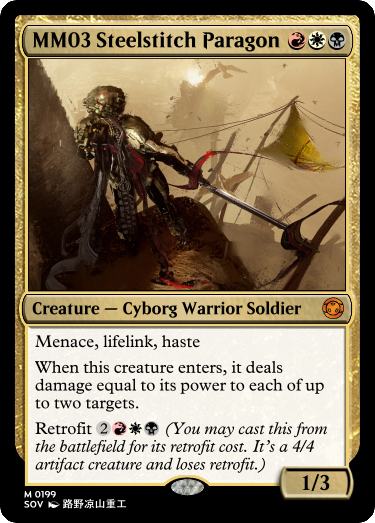 MM03 Steelstitch Paragon
Creature — Cyborg Warrior Soldier
Menace, lifelink, haste
When this creature enters, it deals
damage equal to its power to each of up
to two targets.
Retrofit 2 (You may cast this from
the battlefield for its retrofit cost. It's a 4/4
artifact creature and loses retrofit.)
1/3
M 0199
SOV 路野凉山重工